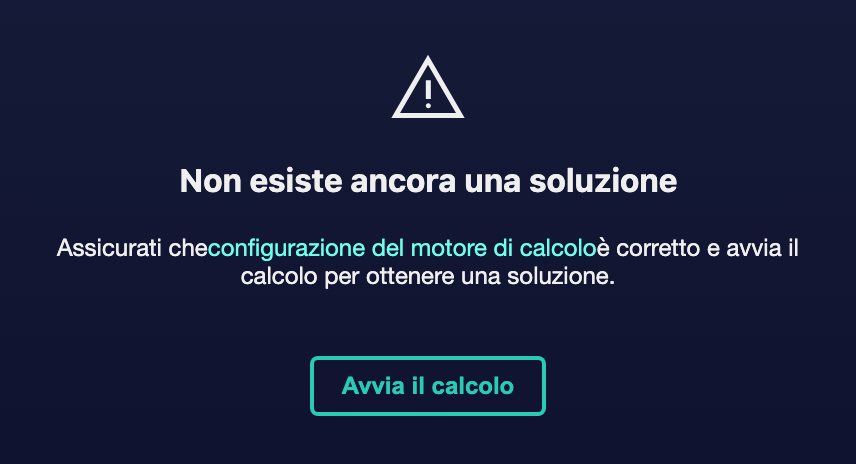 Non esiste ancora una soluzione
Assicurati checonfigurazione del motore di calcoloè corretto e avvia il
calcolo per ottenere una soluzione.
Avvia il calcolo